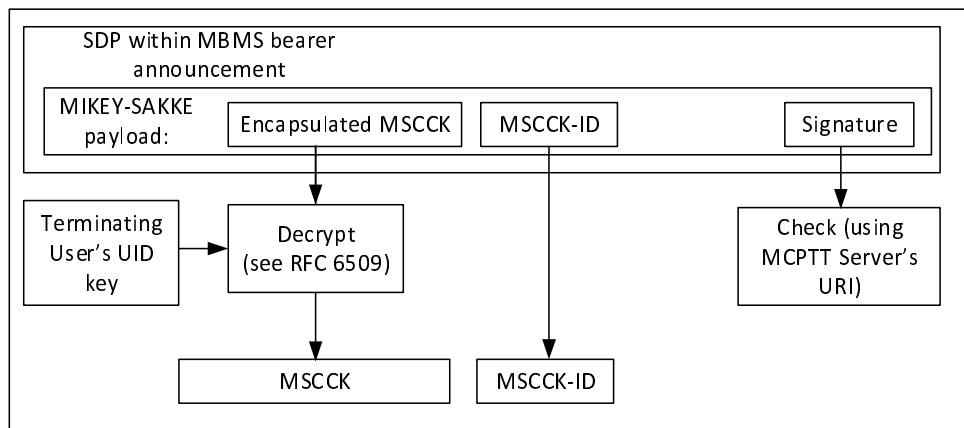 SDP within MBMS bearer
announcement
MIKEY-SAKKE
payload:
Encapsulated MSCCK
MSCCK-ID
Signature
Terminating
User's UID
key
Decrypt
(see RFC 6509)
Check (using
MCPTT Server's
URI)
MSCCK
MSCCK-ID